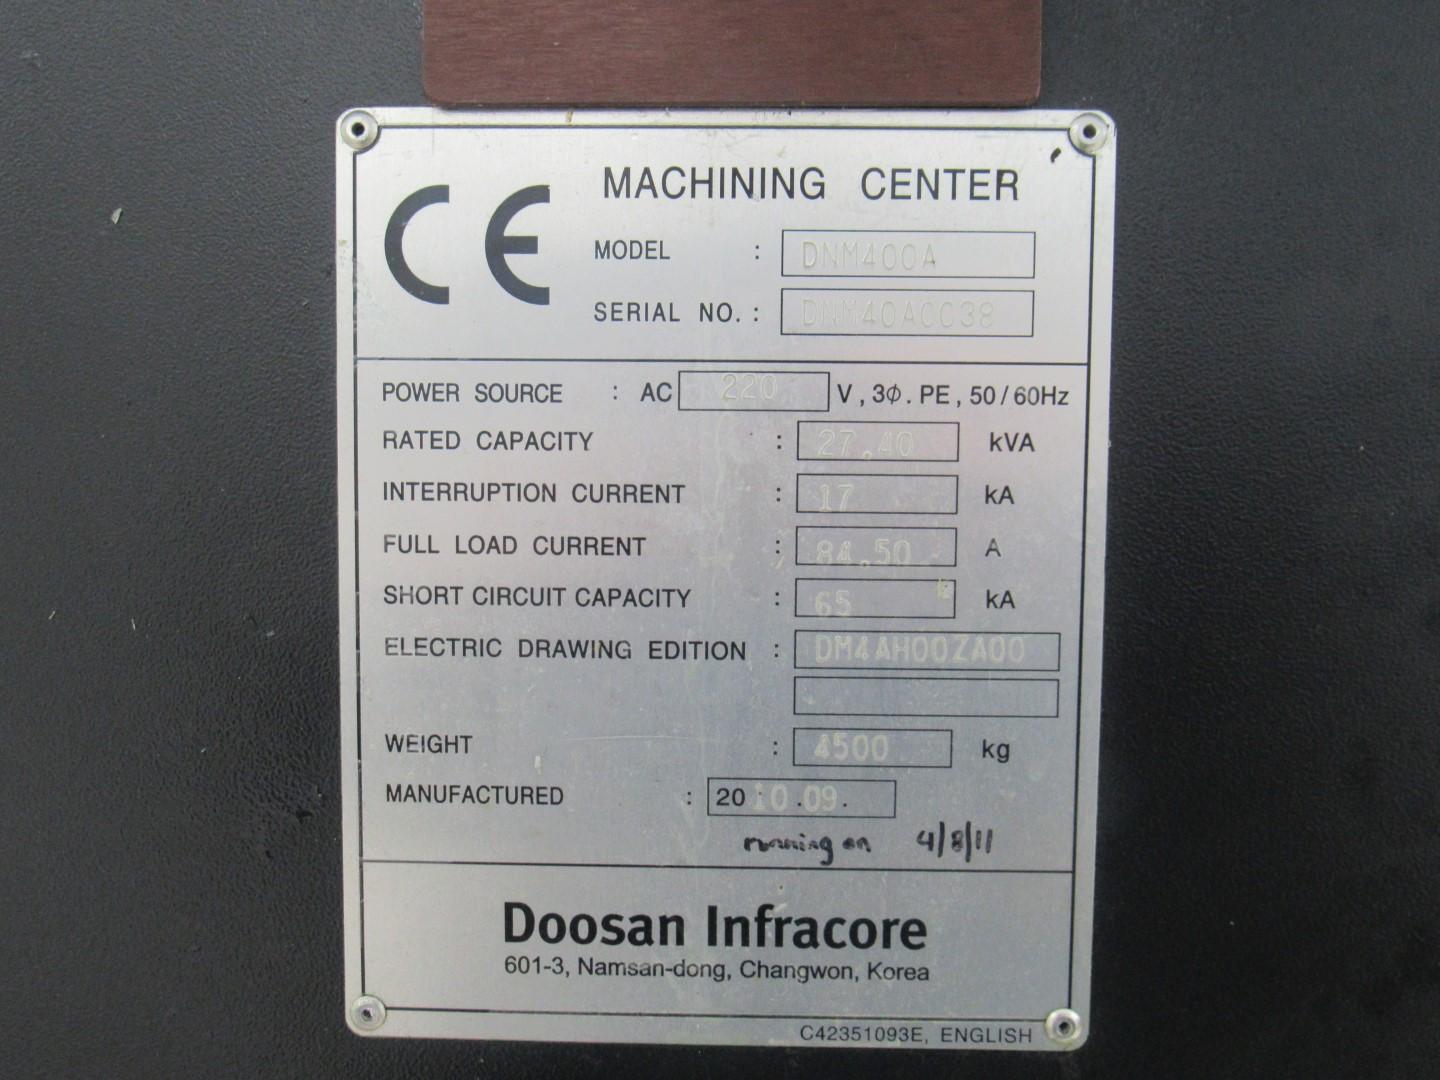 CE
MACHINING CENTER
MODEL : DNM400A
SERIAL NO. : DNM40A0038
POWER SOURCE : AC 220 V, 3Φ. PE, 50/60Hz
RATED CAPACITY : 27.40 kVA
INTERRUPTION CURRENT : 17 kA
FULL LOAD CURRENT : 84.50 A
SHORT CIRCUIT CAPACITY : 65 kA
ELECTRIC DRAWING EDITION : DM4AH00ZA00
WEIGHT : 4500 kg
MANUFACTURED : 2010.09.
running on 4/8/11
Doosan Infracore
601-3, Namsan-dong, Changwon, Korea
C42351093E, ENGLISH